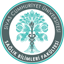 SİVAS CUMHURİYET ÜNİVERSİTESİ
SAĞLIK BİLİMLERİ FAKÜLTESİ